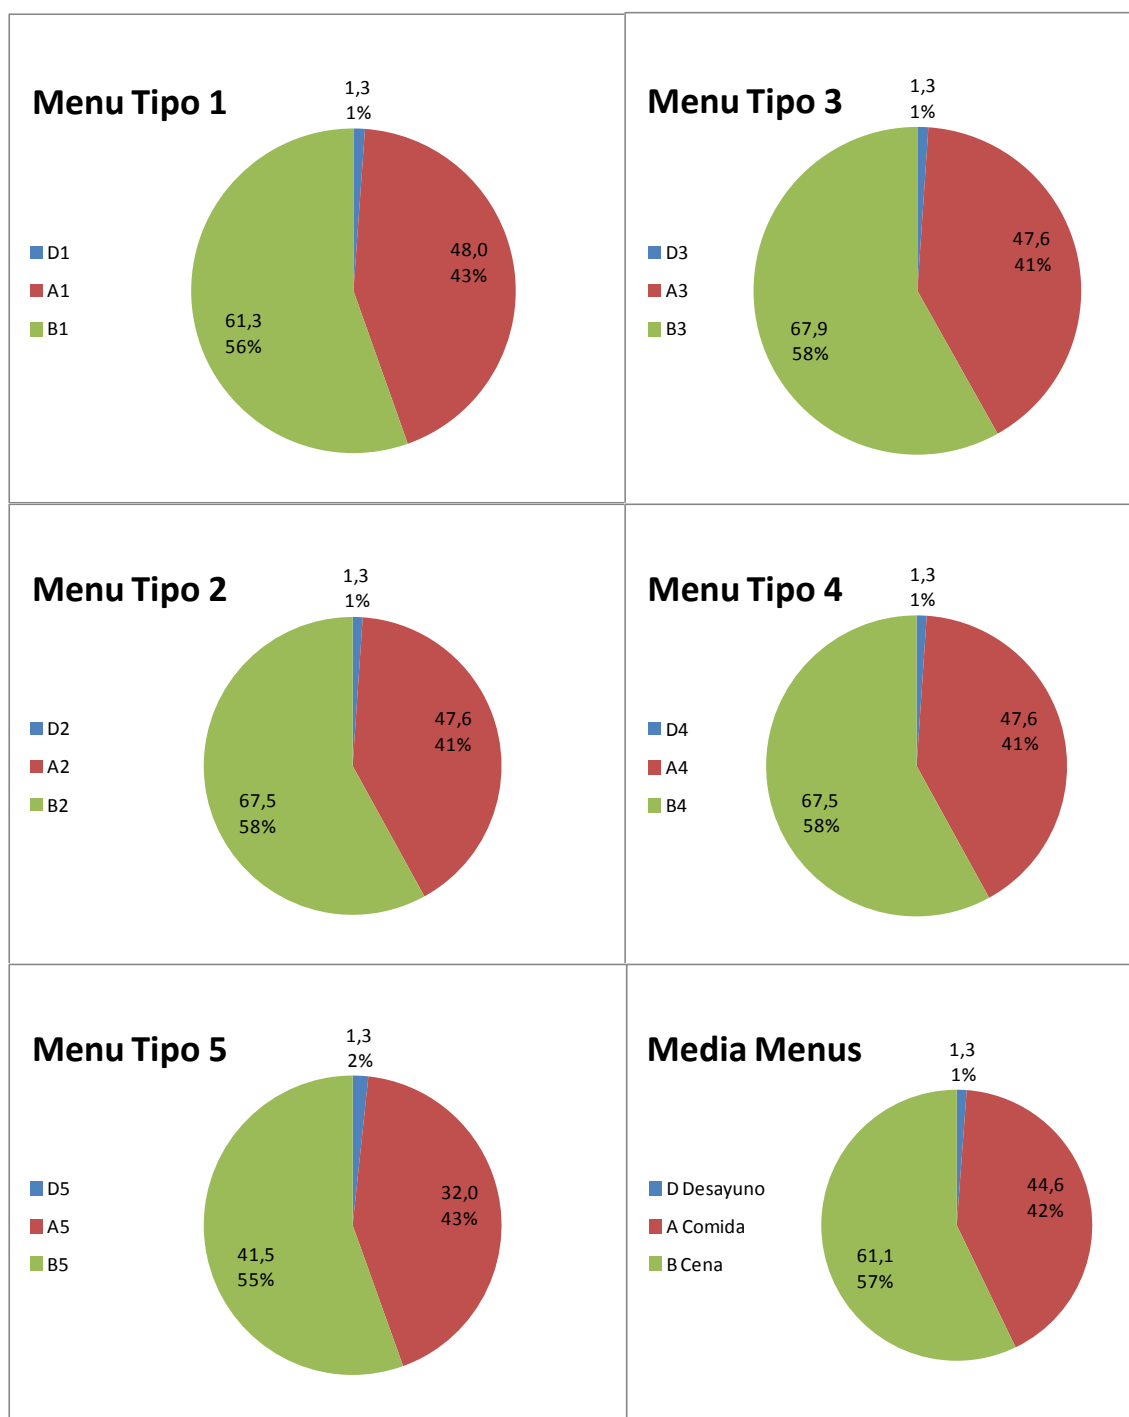 Menu Tipo 1
1,3
1%
48,0
43%
61,3
56%
D1
A1
B1
Menu Tipo 3
1,3
1%
47,6
41%
67,9
58%
D3
A3
B3
Menu Tipo 2
1,3
1%
47,6
41%
67,5
58%
D2
A2
B2
Menu Tipo 4
1,3
1%
47,6
41%
67,5
58%
D4
A4
B4
Menu Tipo 5
1,3
2%
32,0
43%
41,5
55%
D5
A5
B5
Media Menus
1,3
1%
44,6
42%
61,1
57%
D Desayuno
A Comida
B Cena